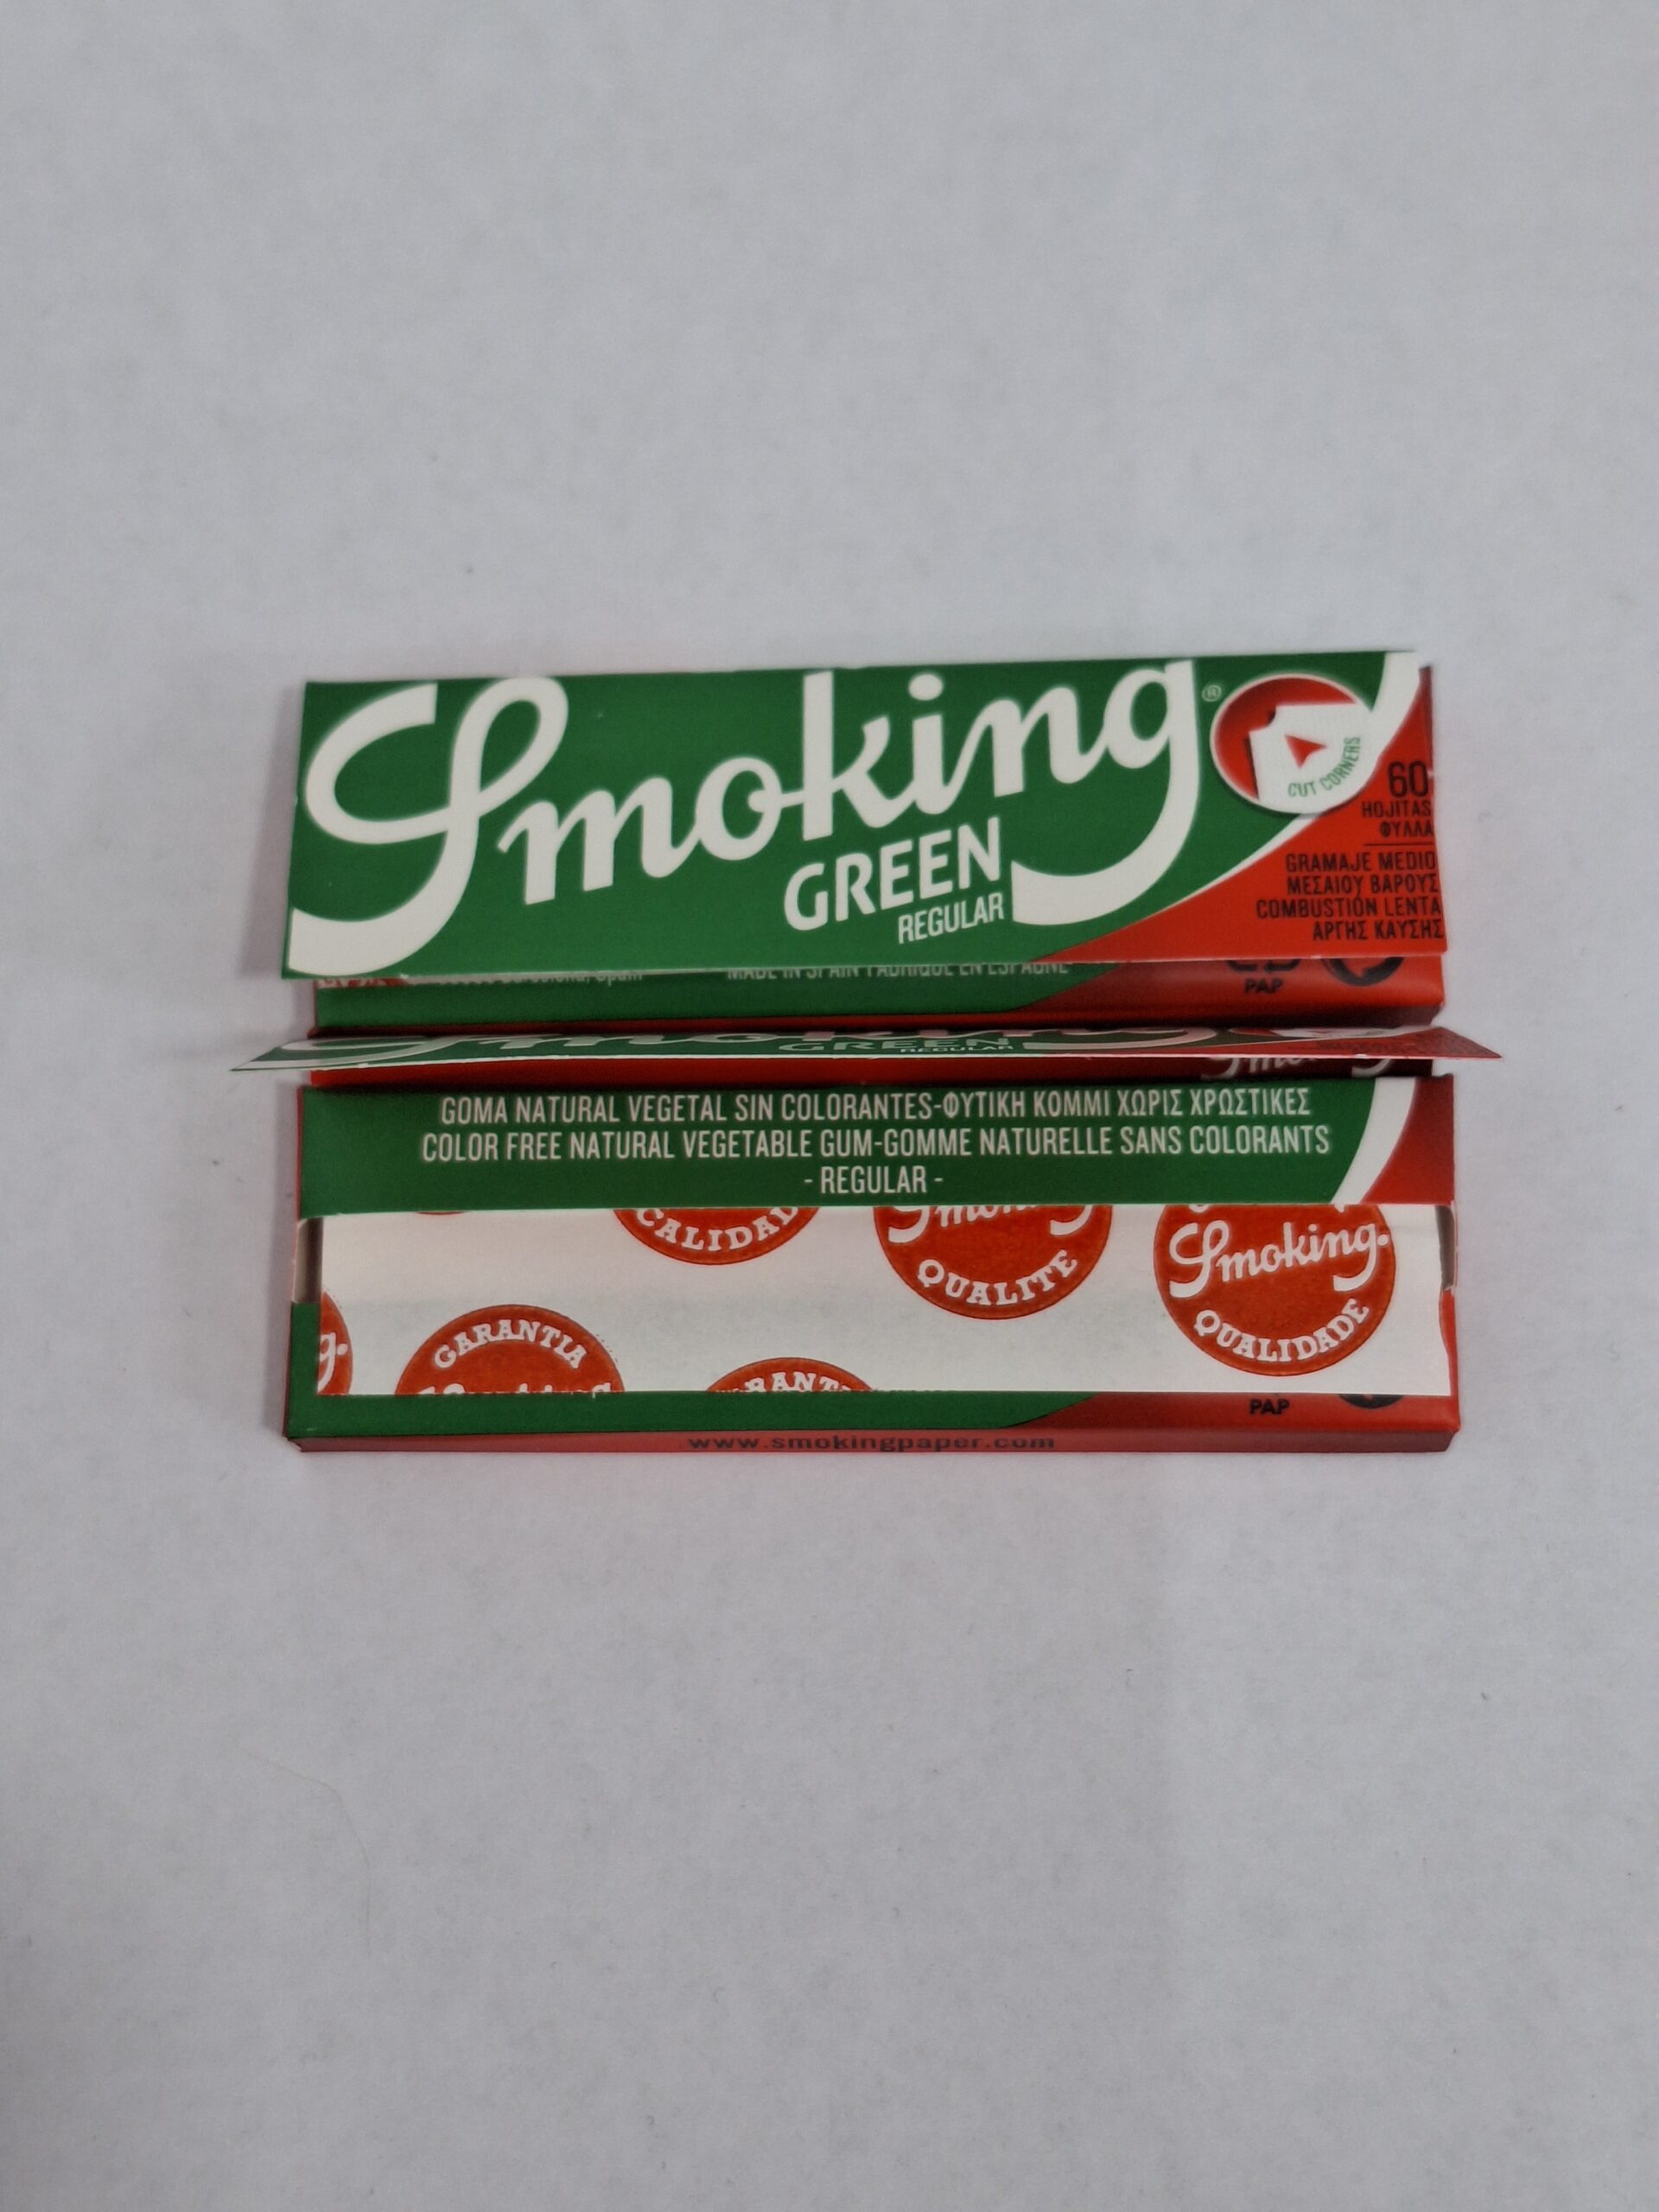 Smoking®
GREEN
REGULAR
CUT CORNERS
60
HOJITAS
ΦΥΛΛΑ
GRAMAJE MEDIO
ΜΕΣΑΙΟΥ ΒΑΡΟΥΣ
COMBUSTIÓN LENTA
ΑΡΓΗΣ ΚΑΥΣΗΣ
Spain
MADE IN SPAIN FABRIQUÉ EN ESPAGNE
PAP
GREEN
REGULAR
GOMA NATURAL VEGETAL SIN COLORANTES-ΦΥΤΙΚΗ ΚΟΜΜΙ ΧΩΡΙΣ ΧΡΩΣΤΙΚΕΣ
COLOR FREE NATURAL VEGETABLE GUM-GOMME NATURELLE SANS COLORANTS
- REGULAR -
CALIDAD
Smoking
QUALITE
Smoking.
QUALIDADE
g.
GARANTIA
PAP
www.smokingpaper.com